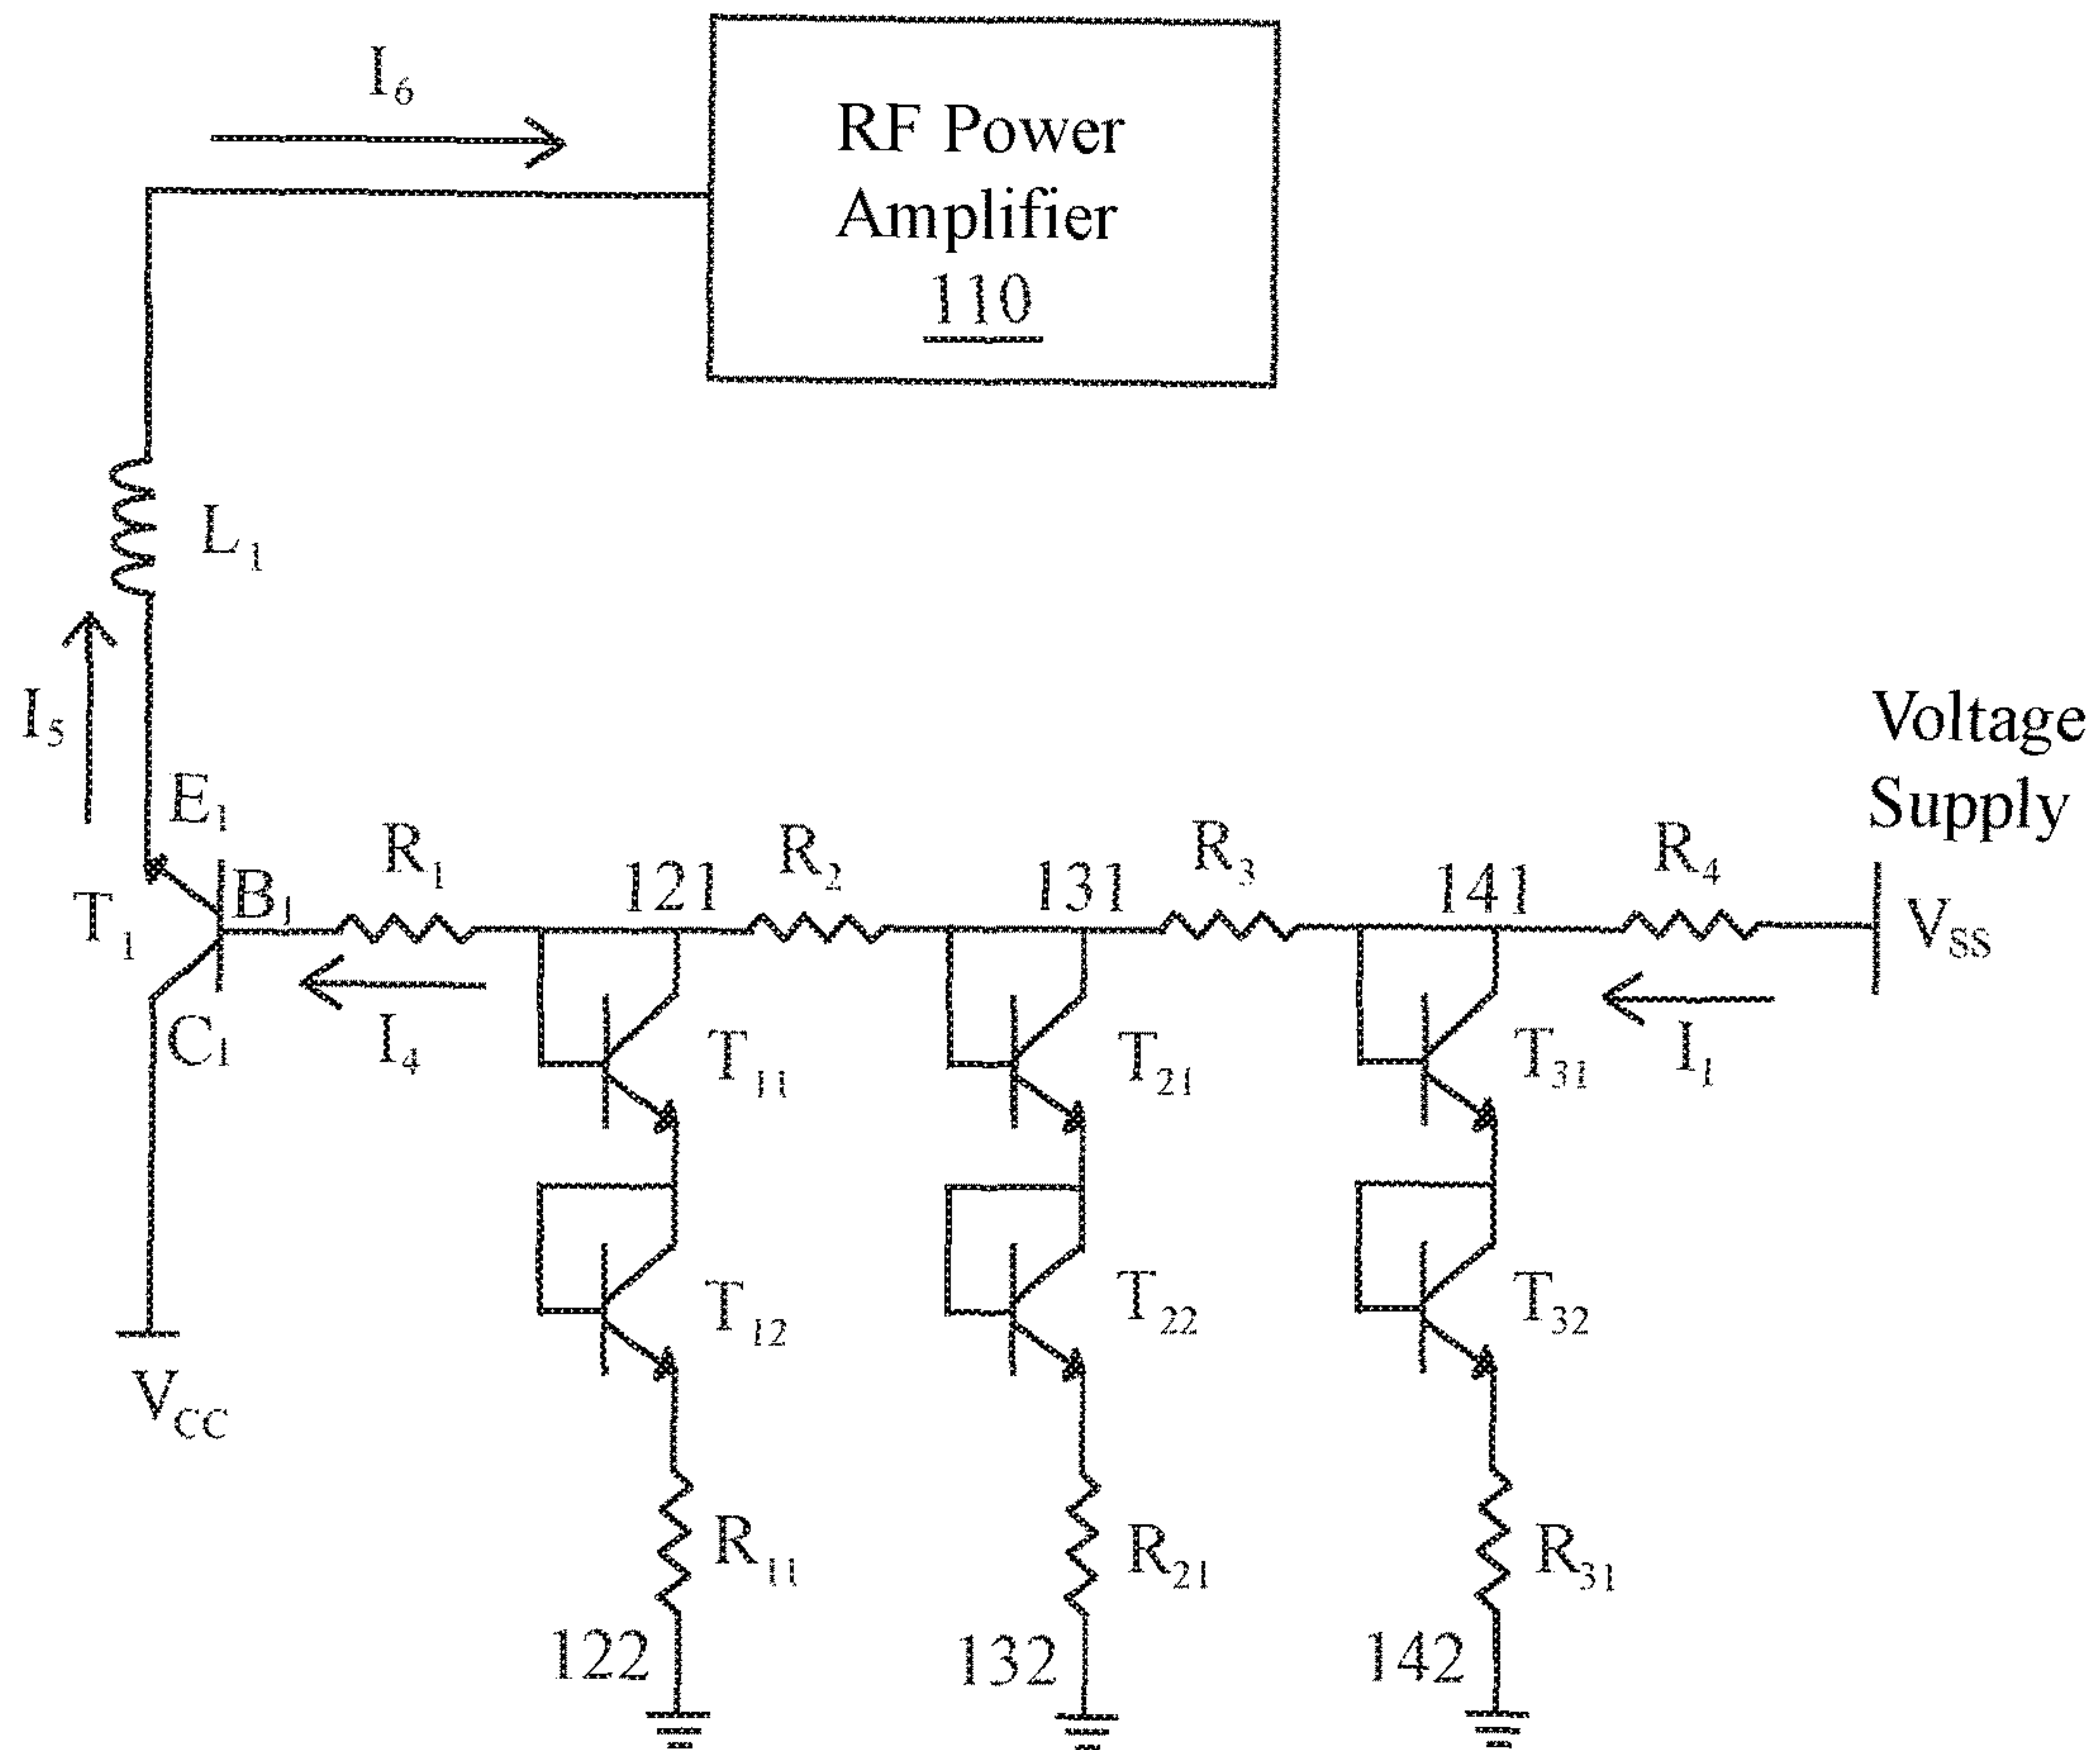 I6
RF Power
Amplifier
110
L1
I5
Voltage
Supply
E1
R1
121
R2
131
R3
141
R4
T1
B1
VSS
C1
I4
T11
T21
T31
I1
VCC
T12
T22
T32
R11
R21
R31
122
132
142